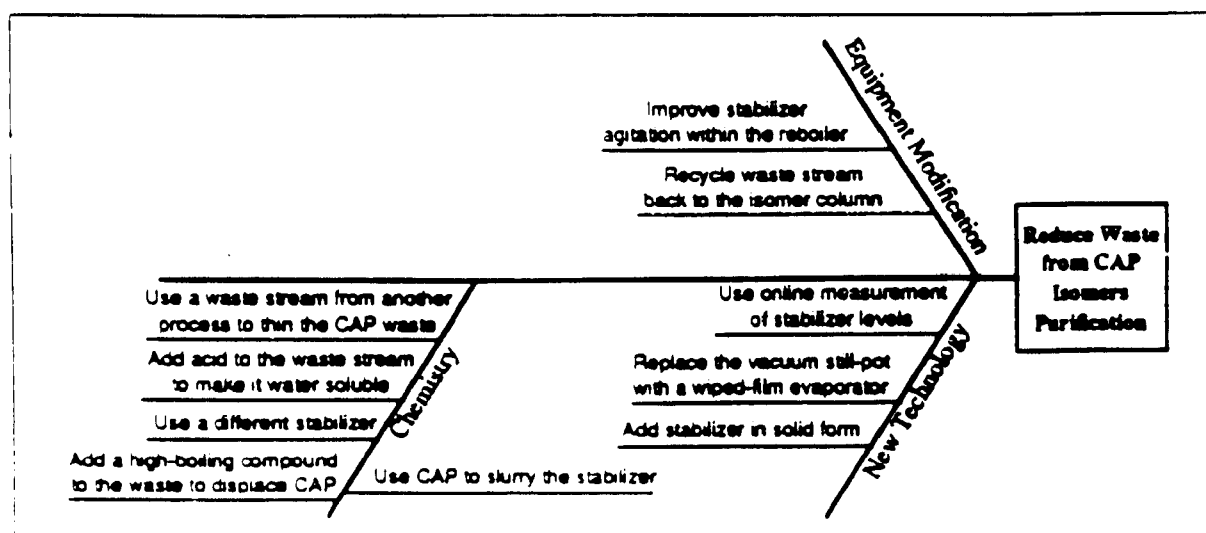 Equipment Modification
Improve stabilizer
agitation within the reboiler
Recycle waste stream
back to the isomer column
Reduce Waste
from CAP
Isomers
Purification
Use a waste stream from another
process to thin the CAP waste
Add acid to the waste stream
to make it water soluble
Use a different stabilizer
Add a high-boiling compound
to the waste to displace CAP
Chemistry
Use CAP to slurry the stabilizer
Use online measurement
of stabilizer levels
Replace the vacuum still-pot
with a wiped-film evaporator
Add stabilizer in solid form
New Technology